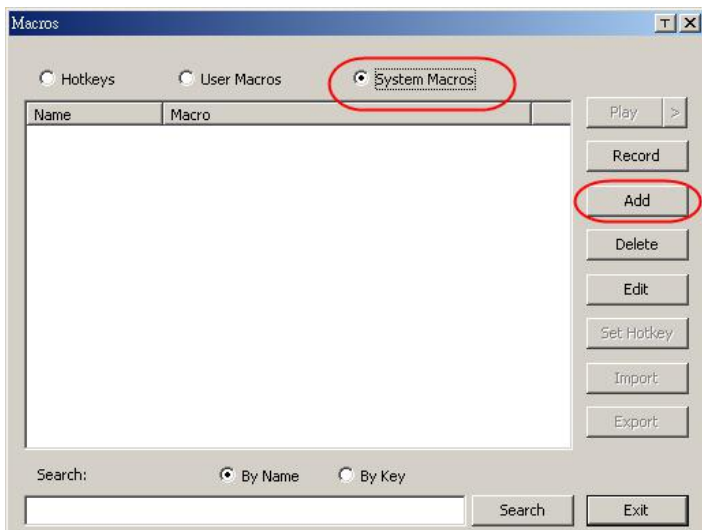 Macros
Hotkeys User Macros System Macros
Name Macro
Play >
Record
Add
Delete
Edit
Set Hotkey
Import
Export
Search: By Name By Key
Search Exit